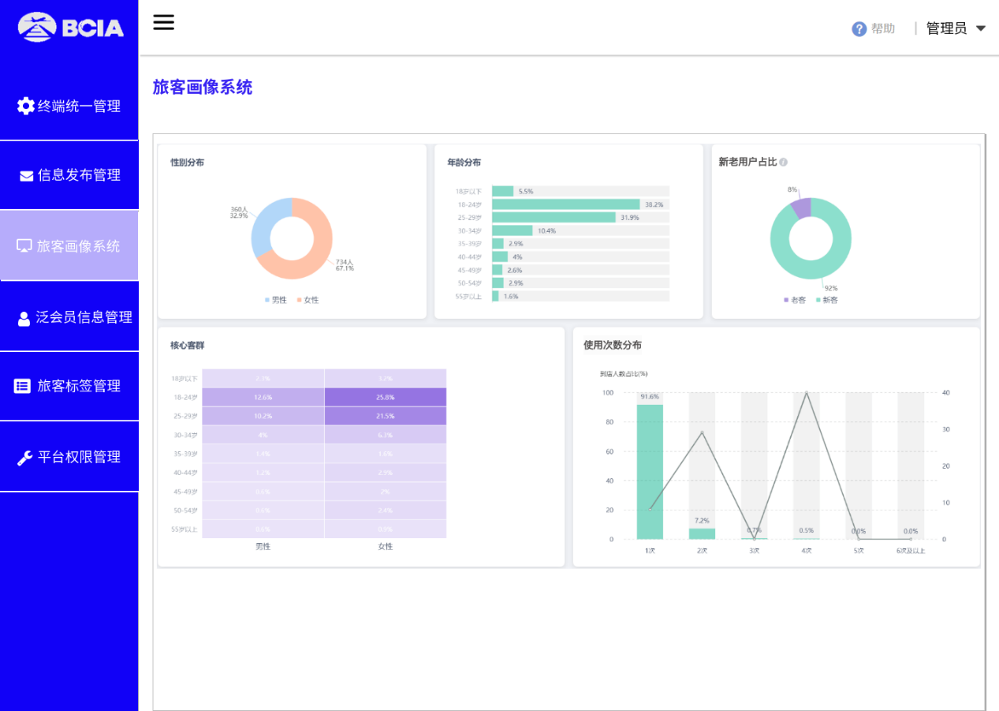 BCIA
帮助
管理员
终端统一管理
信息发布管理
旅客画像系统
泛会员信息管理
旅客标签管理
平台权限管理
旅客画像系统
性别分布
360人
32.9%
734人
67.1%
男性 女性
年龄分布
18岁以下 5.5%
18-24岁 38.2%
25-29岁 31.9%
30-34岁 10.4%
35-39岁 2.9%
40-44岁 4%
45-49岁 2.6%
50-54岁 2.9%
55岁以上 1.6%
新老用户占比
8%
92%
老客 新客
核心客群
18岁以下 3.2%
18-24岁 12.6% 25.8%
25-29岁 10.2% 21.5%
30-34岁 4% 6.3%
35-39岁 1.4% 1.6%
40-44岁 1.2% 2.9%
45-49岁 0.6% 2%
50-54岁 0.6% 2.4%
55岁以上 0.6% 0.9%
男性 女性
使用次数分布
到店人数占比(%)
100 91.6% 40
80
30
60
20
40
10
20 7.2%
0.7% 0.5% 0.0% 0.0%
0 0
1次 2次 3次 4次 5次 6次及以上